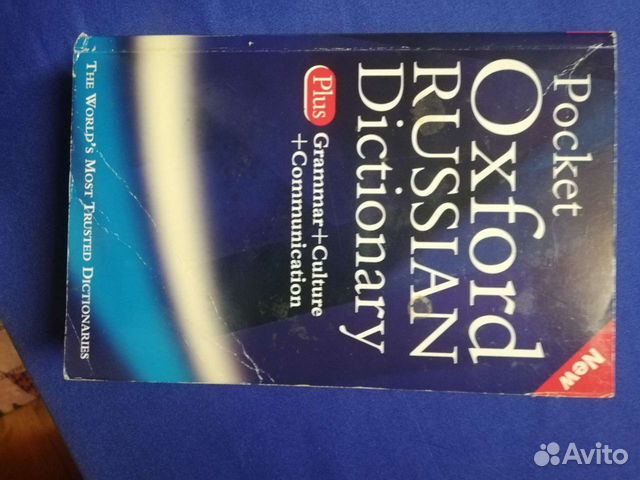 Pocket
Oxford
RUSSIAN
Dictionary
Plus Grammar+Culture
+Communication
New
THE WORLD'S MOST TRUSTED DICTIONARIES
Avito